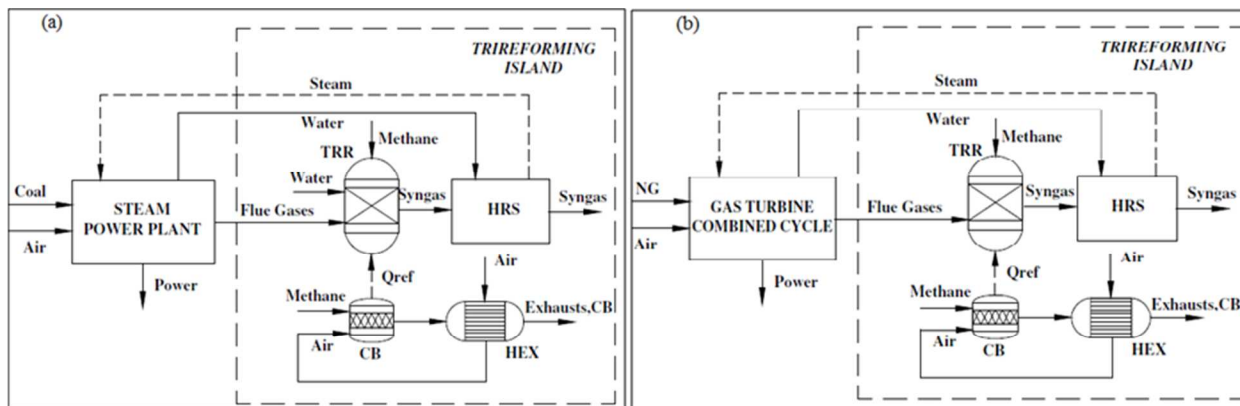 (a)
TRIREFORMING
ISLAND
Steam
Water
Methane
TRR
Coal
Water
Syngas
Syngas
STEAM
POWER PLANT
Flue Gases
HRS
Air
Power
Qref
Air
Methane
Exhausts,CB
Air
CB
HEX
(b)
TRIREFORMING
ISLAND
Steam
Water
Methane
TRR
NG
Syngas
Syngas
GAS TURBINE
COMBINED CYCLE
Flue Gases
HRS
Air
Power
Qref
Air
Methane
Exhausts,CB
Air
CB
HEX